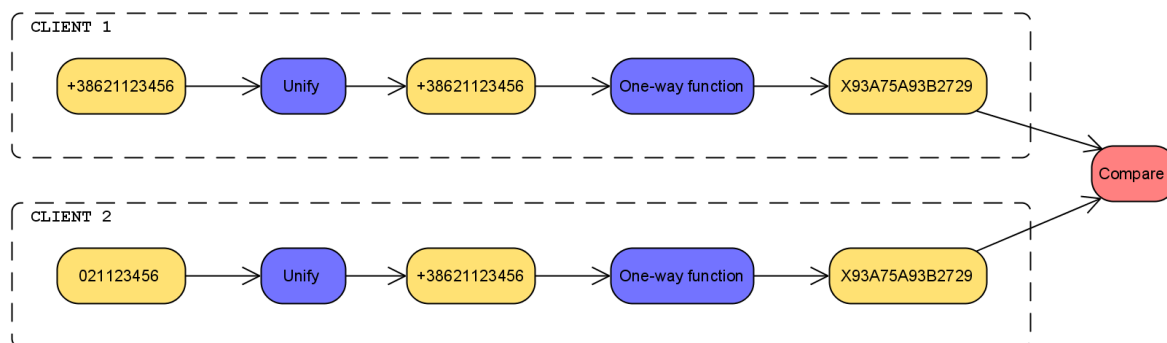 CLIENT 1
+38621123456
Unify
+38621123456
One-way function
X93A75A93B2729
Compare
CLIENT 2
021123456
Unify
+38621123456
One-way function
X93A75A93B2729